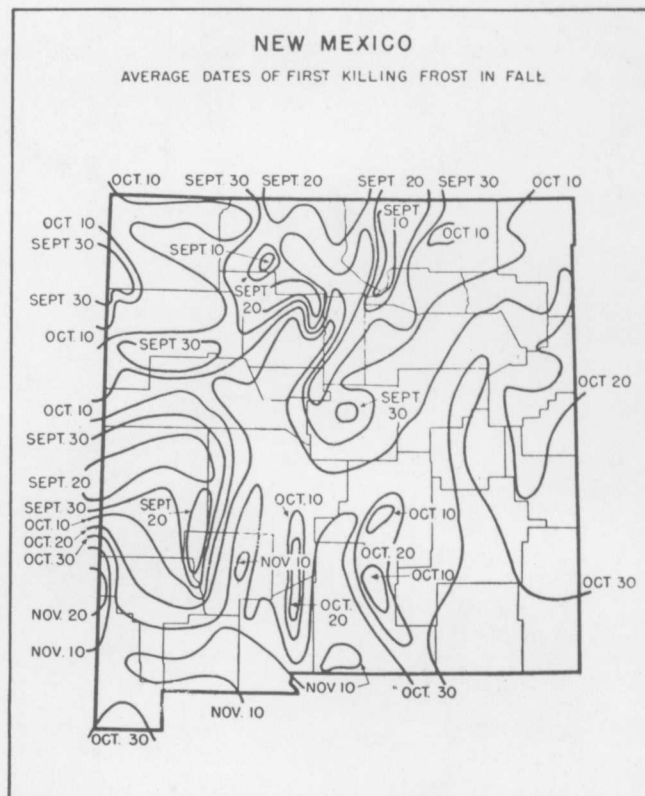 NEW MEXICO
AVERAGE DATES OF FIRST KILLING FROST IN FALL
OCT. 10
SEPT. 30
SEPT. 20
SEPT. 20
SEPT. 30
OCT. 10
OCT. 10
SEPT 10
OCT 10
SEPT. 30
SEPT 10
SEPT 20
SEPT. 30
OCT. 10
SEPT 30
OCT 20
SEPT 30
OCT. 10
SEPT. 30
SEPT. 20
SEPT. 30
SEPT 20
OCT. 10
OCT 10
OCT. 10
OCT. 20
OCT. 20
OCT. 30
NOV 10
OCT 10
OCT 30
NOV. 20
OCT. 20
NOV. 10
NOV 10
OCT. 30
NOV. 10
OCT. 30